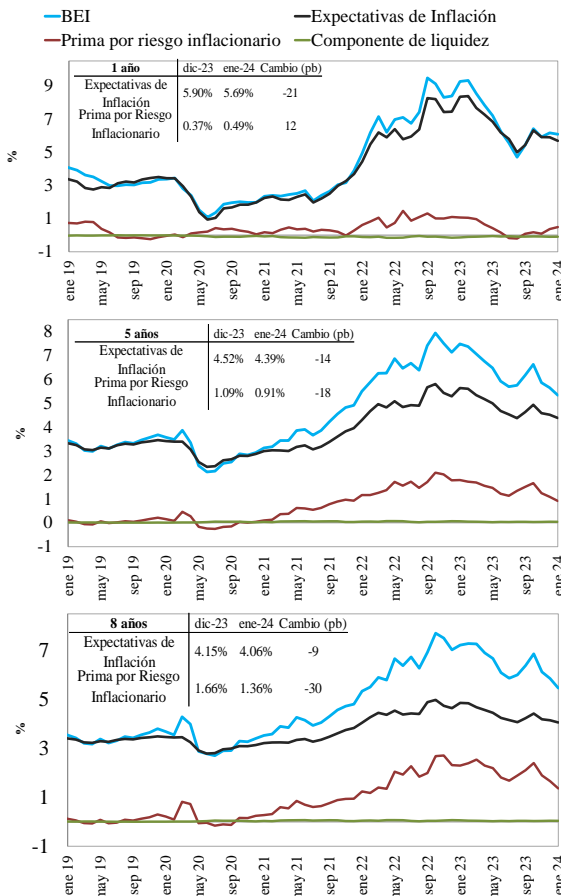 BEI
Expectativas de Inflación
Prima por riesgo inflacionario
Componente de liquidez
1 año dic-23 ene-24 Cambio (pb)
Expectativas de Inflación 5.90% 5.69% -21
Prima por Riesgo Inflacionario 0.37% 0.49% 12
%
9
7
5
3
1
-1
ene 19 may 19 sep 19 ene 20 may 20 sep 20 ene 21 may 21 sep 21 ene 22 may 22 sep 22 ene 23 may 23 sep 23 ene 24
5 años dic-23 ene-24 Cambio (pb)
Expectativas de Inflación 4.52% 4.39% -14
Prima por Riesgo Inflacionario 1.09% 0.91% -18
%
8
7
6
5
4
3
2
1
0
-1
ene 19 may 19 sep 19 ene 20 may 20 sep 20 ene 21 may 21 sep 21 ene 22 may 22 sep 22 ene 23 may 23 sep 23 ene 24
8 años dic-23 ene-24 Cambio (pb)
Expectativas de Inflación 4.15% 4.06% -9
Prima por Riesgo Inflacionario 1.66% 1.36% -30
%
7
5
3
1
-1
ene 19 may 19 sep 19 ene 20 may 20 sep 20 ene 21 may 21 sep 21 ene 22 may 22 sep 22 ene 23 may 23 sep 23 ene 24